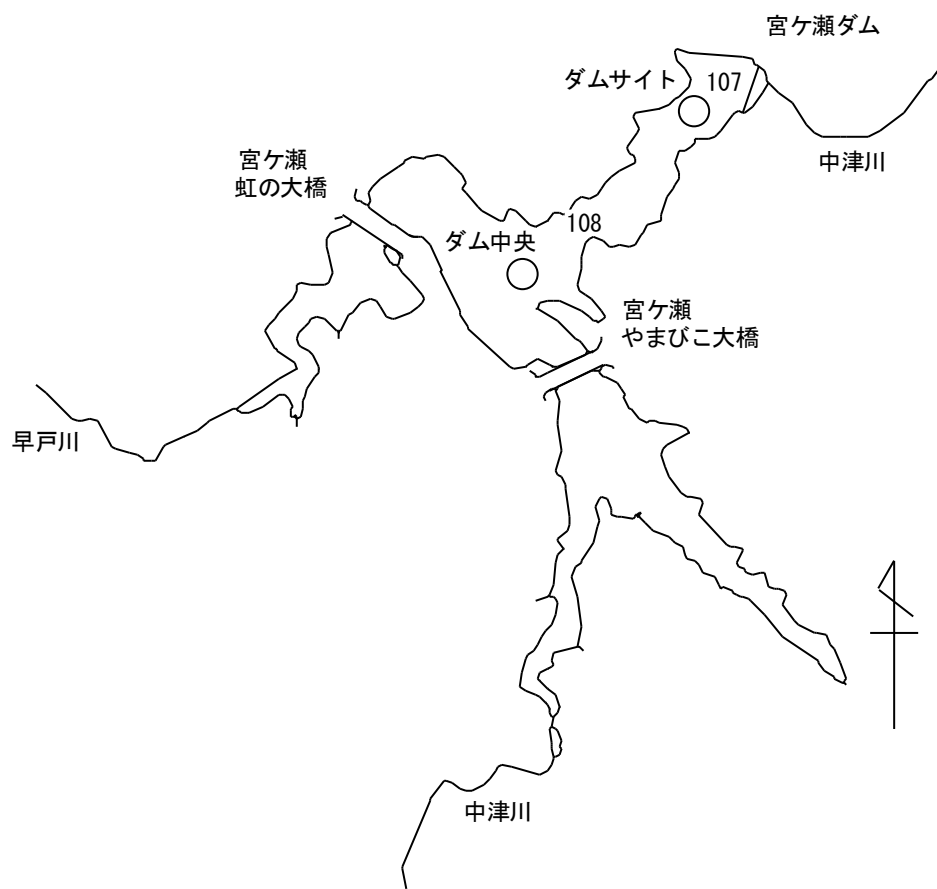 宮ケ瀬ダム
ダムサイト
107
中津川
宮ケ瀬
虹の大橋
108
ダム中央
宮ケ瀬
やまびこ大橋
早戸川
中津川